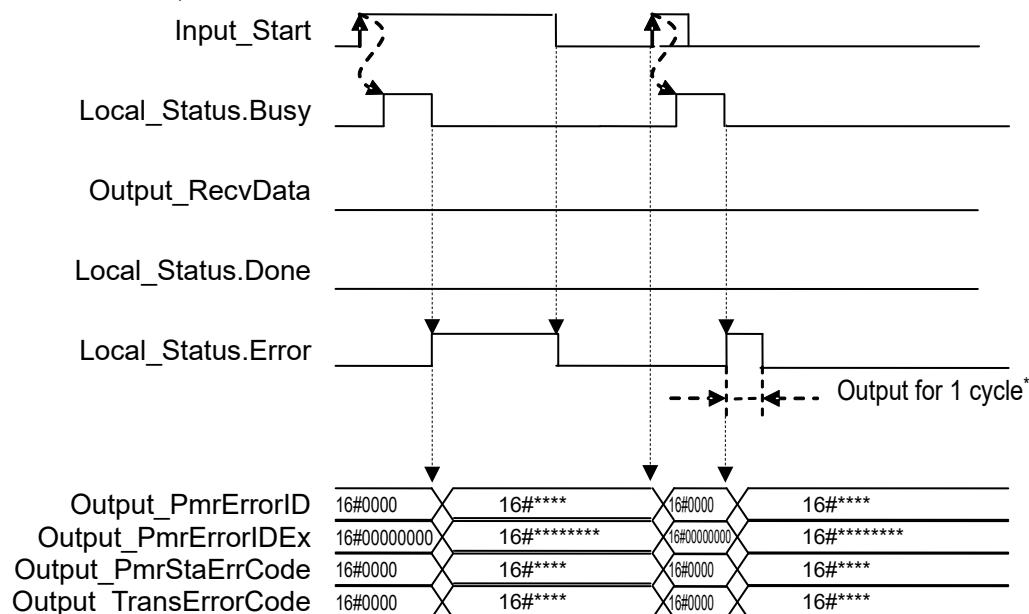 Input_Start
Local_Status.Busy
Output_RecvData
Local_Status.Done
Local_Status.Error
Output for 1 cycle*
Output_PmrErrorID 16#0000 16#**** 16#0000 16#****
Output_PmrErrorIDEx 16#00000000 16#******** 16#00000000 16#********
Output_PmrStaErrCode 16#0000 16#**** 16#0000 16#****
Output_TransErrorCode 16#0000 16#**** 16#0000 16#****